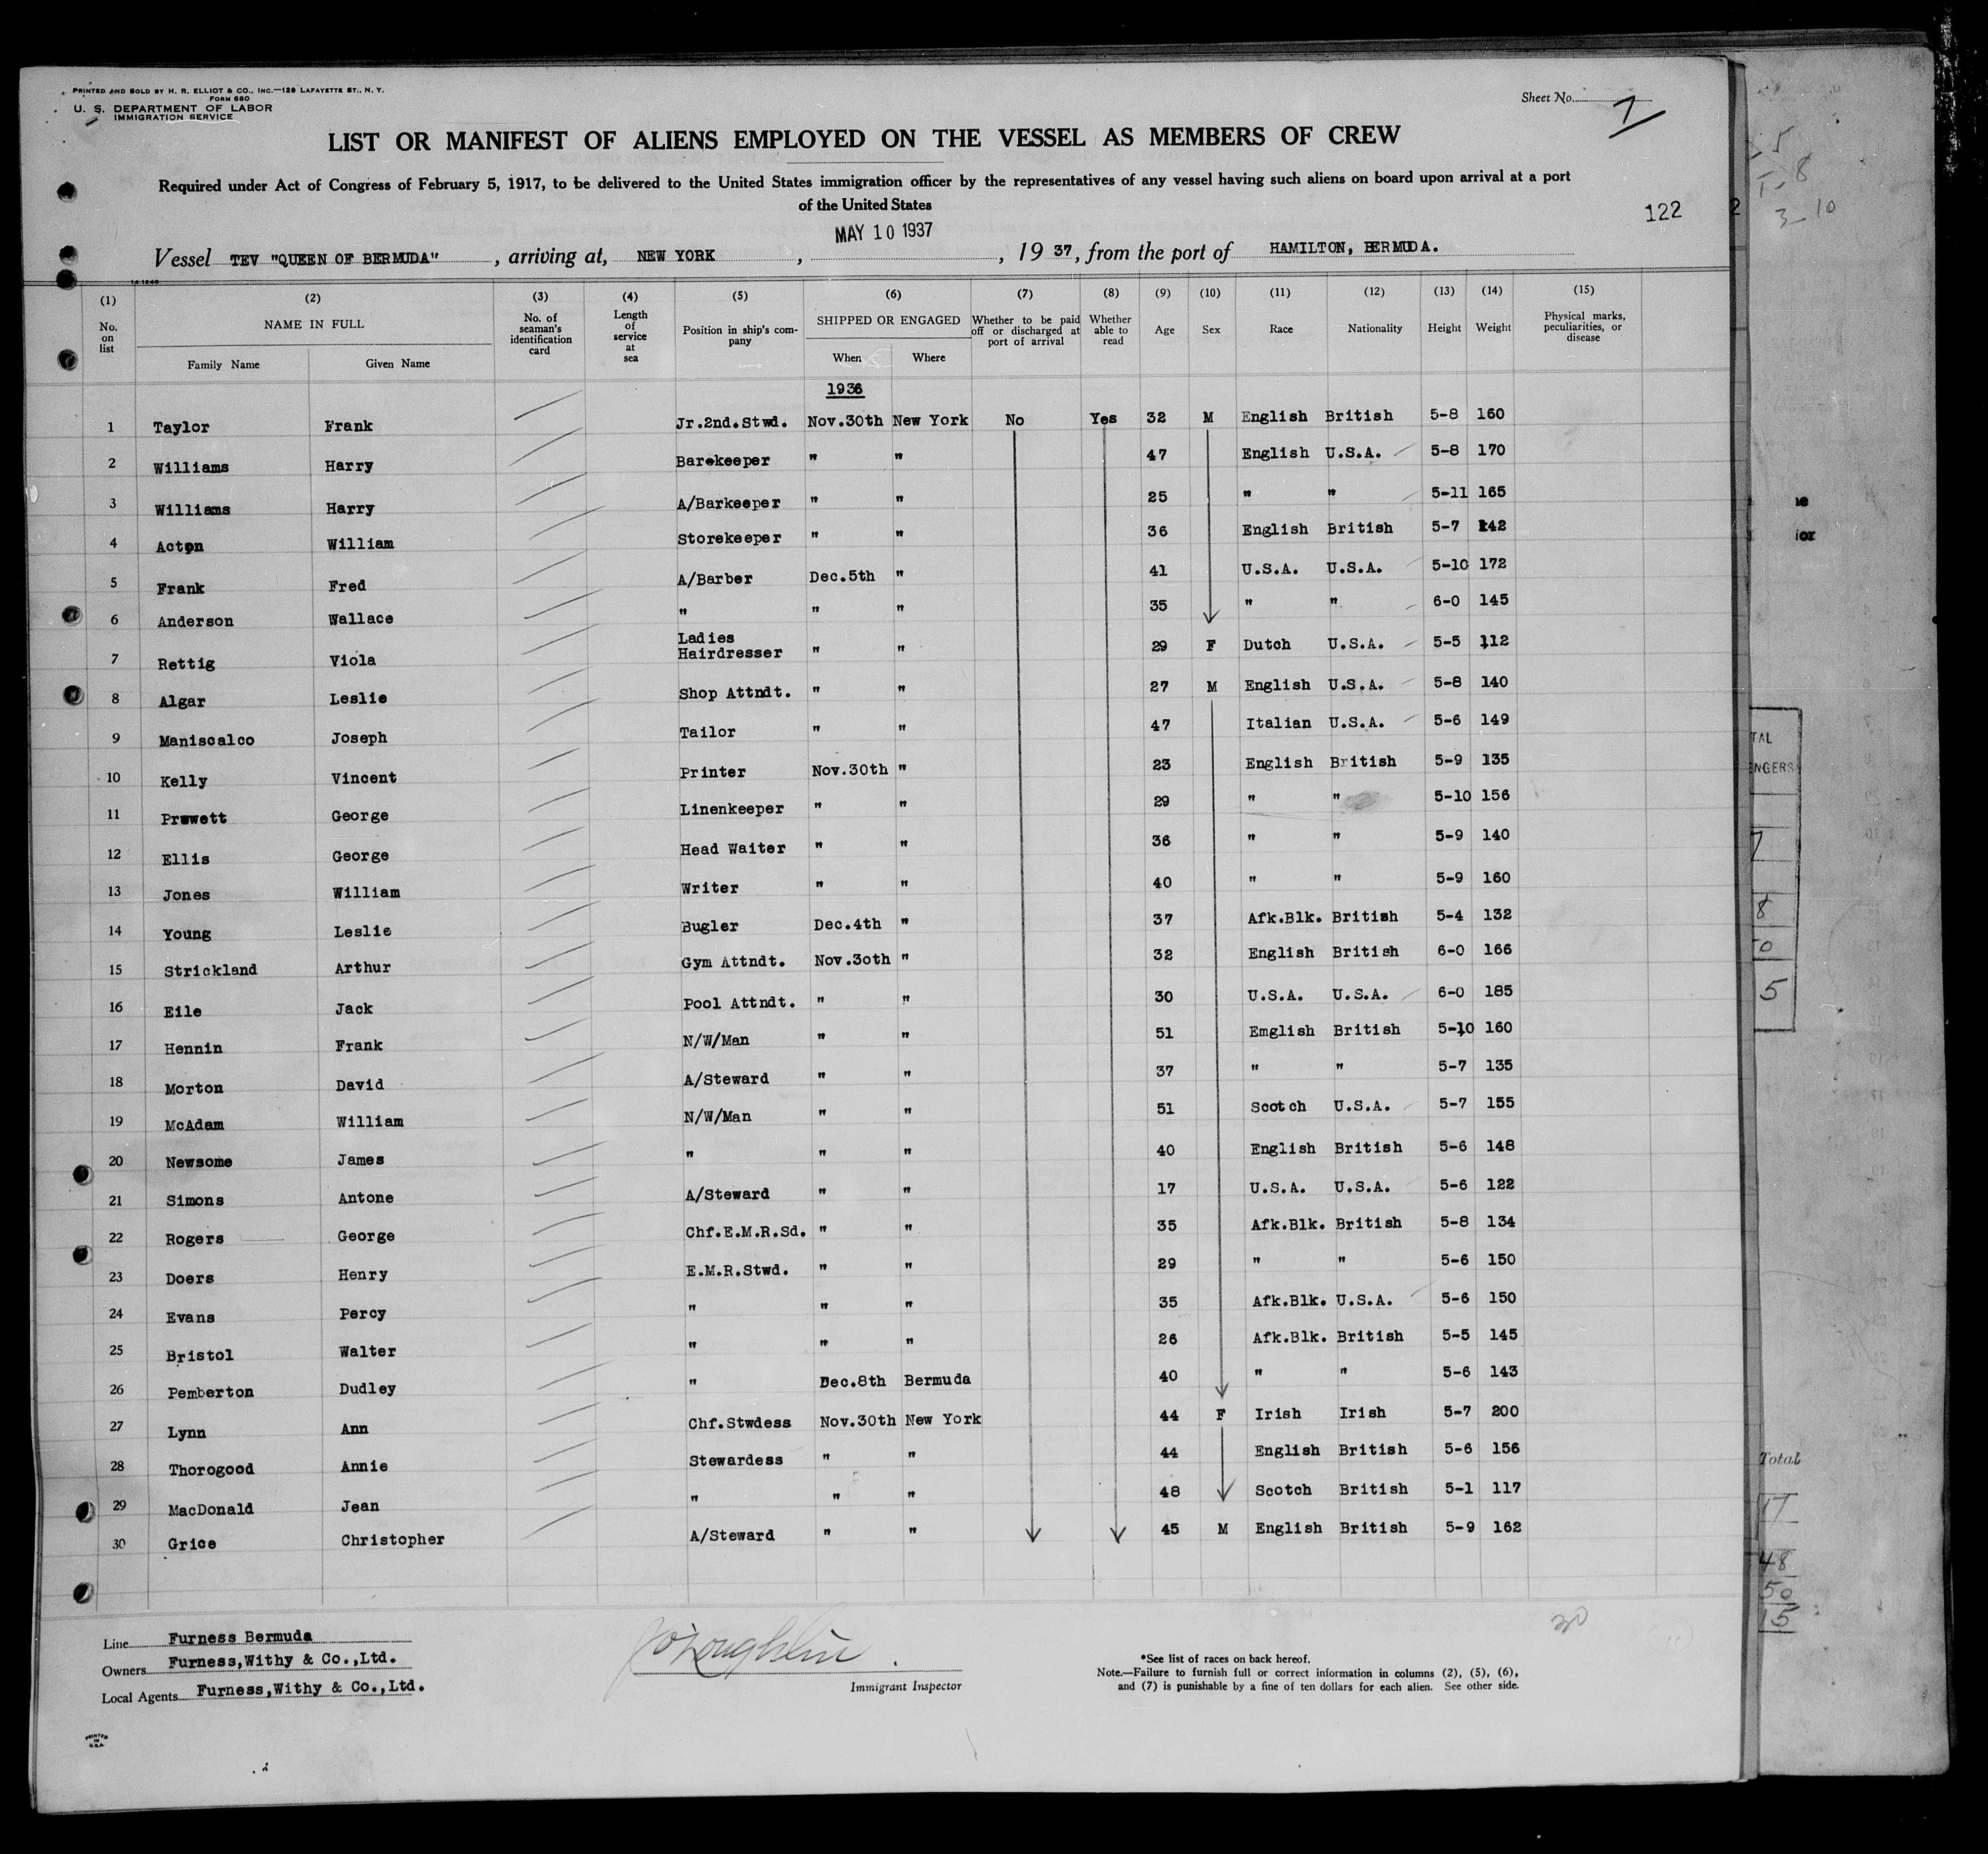 PRINTED AND SOLD BY H. R. ELLIOT & CO., INC.—129 LAFAYETTE ST., N. Y.
FORM 680
U. S. DEPARTMENT OF LABOR
IMMIGRATION SERVICE
Sheet No. 7
LIST OR MANIFEST OF ALIENS EMPLOYED ON THE VESSEL AS MEMBERS OF CREW
Required under Act of Congress of February 5, 1917, to be delivered to the United States immigration officer by the representatives of any vessel having such aliens on board upon arrival at a port
of the United States
122
MAY 10 1937
Vessel TEV "QUEEN OF BERMUDA", arriving at, NEW YORK, , 19 37, from the port of HAMILTON, BERMUDA.
(1) (2) (3) (4) (5) (6) (7) (8) (9) (10) (11) (12) (13) (14) (15)
No. on list NAME IN FULL Family Name Given Name No. of seaman's identification card Length of service at sea Position in ship's company SHIPPED OR ENGAGED When Where Whether to be paid off or discharged at port of arrival Whether able to read Age Sex Race Nationality Height Weight Physical marks, peculiarities, or disease
1936
1 Taylor Frank Jr.2nd.Stwd. Nov.30th New York No Yes 32 M English British 5-8 160
2 Williams Harry Barekeeper " " 47 English U.S.A. 5-8 170
3 Williams Harry A/Barkeeper " " 25 " " 5-11 165
4 Acton William Storekeeper " " 36 English British 5-7 142
5 Frank Fred A/Barber Dec.5th " 41 U.S.A. U.S.A. 5-10 172
6 Anderson Wallace " " " 35 " " 6-0 145
7 Rettig Viola Ladies Hairdresser " " 29 F Dutch U.S.A. 5-5 112
8 Algar Leslie Shop Attndt. " " 27 M English U.S.A. 5-8 140
9 Maniscalco Joseph Tailor " " 47 Italian U.S.A. 5-6 149
10 Kelly Vincent Printer Nov.30th " 23 English British 5-9 135
11 Prewett George Linenkeeper " " 29 " " 5-10 156
12 Ellis George Head Waiter " " 36 " " 5-9 140
13 Jones William Writer " " 40 " " 5-9 160
14 Young Leslie Bugler Dec.4th " 37 Afk.Blk. British 5-4 132
15 Strickland Arthur Gym Attndt. Nov.3oth " 32 English British 6-0 166
16 Eile Jack Pool Attndt. " " 30 U.S.A. U.S.A. 6-0 185
17 Hennin Frank N/W/Man " " 51 Emglish British 5-10 160
18 Morton David A/Steward " " 37 " " 5-7 135
19 McAdam William N/W/Man " " 51 Scotch U.S.A. 5-7 155
20 Newsome James " " " 40 English British 5-6 148
21 Simons Antone A/Steward " " 17 U.S.A. U.S.A. 5-6 122
22 Rogers George Chf.E.M.R.Sd. " " 35 Afk.Blk. British 5-8 134
23 Doers Henry E.M.R.Stwd. " " 29 " " 5-6 150
24 Evans Percy " " " 35 Afk.Blk. U.S.A. 5-6 150
25 Bristol Walter " " " 26 Afk.Blk. British 5-5 145
26 Pemberton Dudley " Dec.8th Bermuda 40 " " 5-6 143
27 Lynn Ann Chf.Stwdess Nov.30th New York 44 F Irish Irish 5-7 200
28 Thorogood Annie Stewardess " " 44 English British 5-6 156
29 MacDonald Jean " " " 48 Scotch British 5-1 117
30 Grice Christopher A/Steward " " 45 M English British 5-9 162
30
Line Furness Bermuda
Owners Furness,Withy & Co.,Ltd.
Local Agents Furness,Withy & Co.,Ltd.
Immigrant Inspector
*See list of races on back hereof.
Note.—Failure to furnish full or correct information in columns (2), (5), (6),
and (7) is punishable by a fine of ten dollars for each alien. See other side.
PRINTED
IN
U.S.A.
Total
17
48
50
15